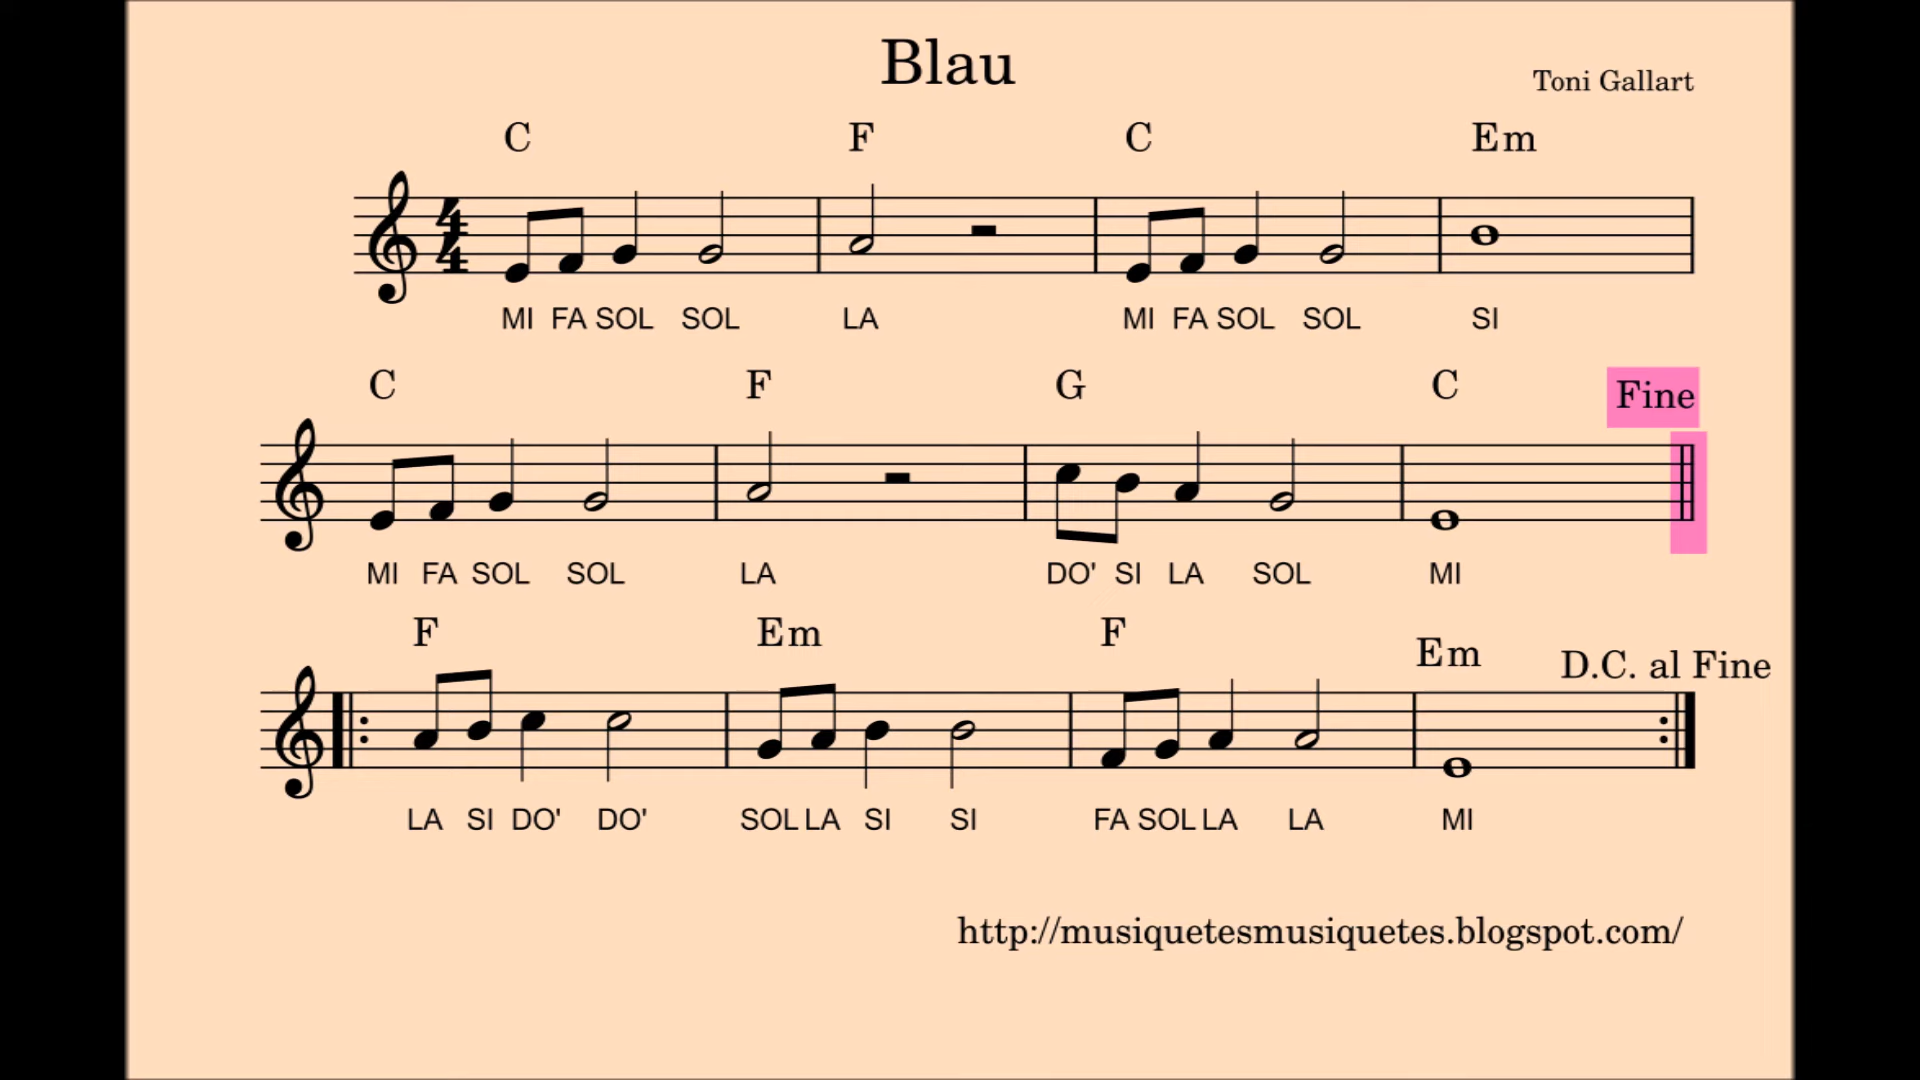 Blau
Toni Gallart
C F C Em
MI FA SOL SOL LA MI FA SOL SOL SI
C F G C Fine
MI FA SOL SOL LA DO' SI LA SOL MI
F Em F Em D.C. al Fine
LA SI DO' DO' SOL LA SI SI FA SOL LA LA MI
http://musiquetesmusiquetes.blogspot.com/